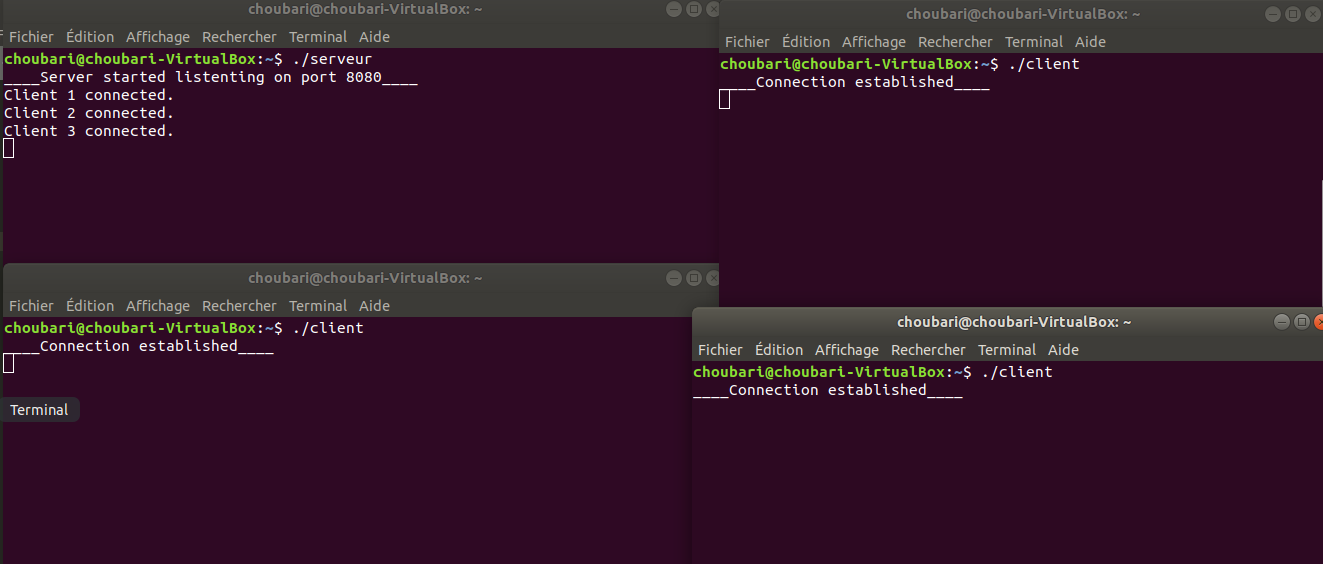 choubari@choubari-VirtualBox: ~
Fichier Édition Affichage Rechercher Terminal Aide
choubari@choubari-VirtualBox:~$ ./serveur
____Server started listenting on port 8080____
Client 1 connected.
Client 2 connected.
Client 3 connected.
choubari@choubari-VirtualBox: ~
Fichier Édition Affichage Rechercher Terminal Aide
choubari@choubari-VirtualBox:~$ ./client
____Connection established____
choubari@choubari-VirtualBox: ~
Fichier Édition Affichage Rechercher Terminal Aide
choubari@choubari-VirtualBox:~$ ./client
____Connection established____
Terminal
choubari@choubari-VirtualBox: ~
Fichier Édition Affichage Rechercher Terminal Aide
choubari@choubari-VirtualBox:~$ ./client
____Connection established____